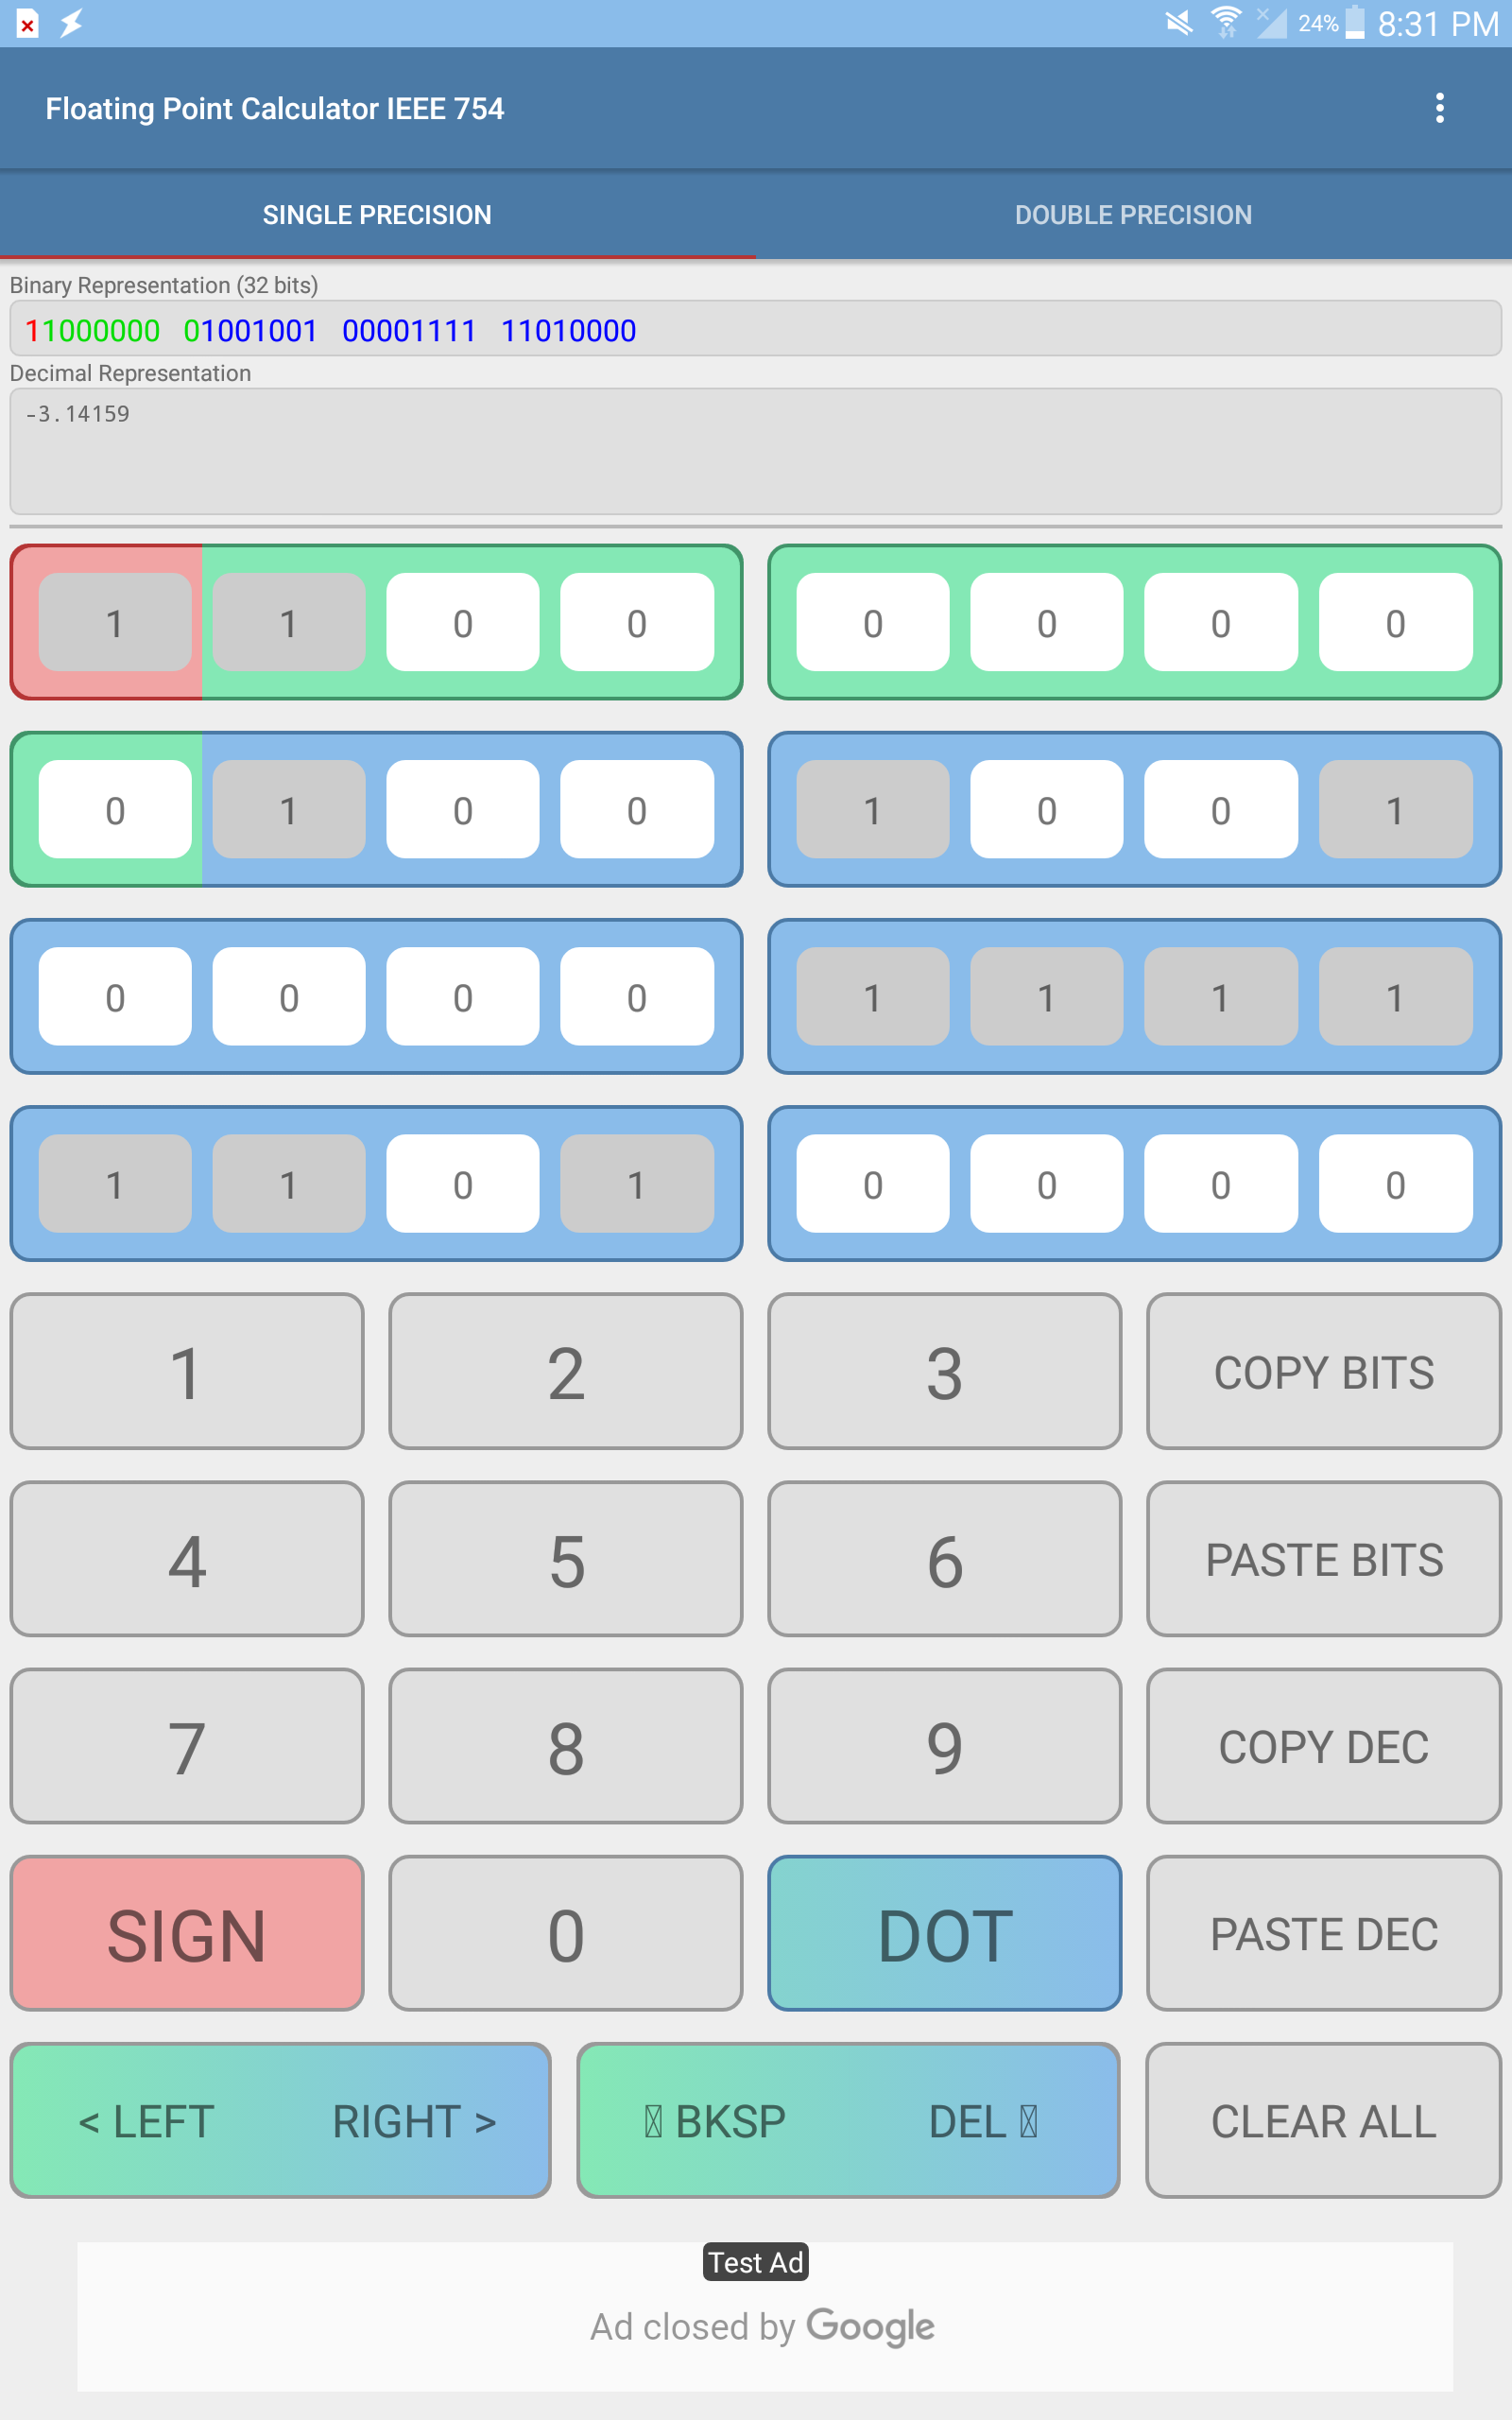 24% 8:31 PM
Floating Point Calculator IEEE 754
SINGLE PRECISION DOUBLE PRECISION
Binary Representation (32 bits)
11000000 01001001 00001111 11010000
Decimal Representation
-3.14159
1 1 0 0 0 0 0 0
0 1 0 0 1 0 0 1
0 0 0 0 1 1 1 1
1 1 0 1 0 0 0 0
1 2 3 COPY BITS
4 5 6 PASTE BITS
7 8 9 COPY DEC
SIGN 0 DOT PASTE DEC
< LEFT RIGHT > BKSP DEL CLEAR ALL
Test Ad
Ad closed by Google